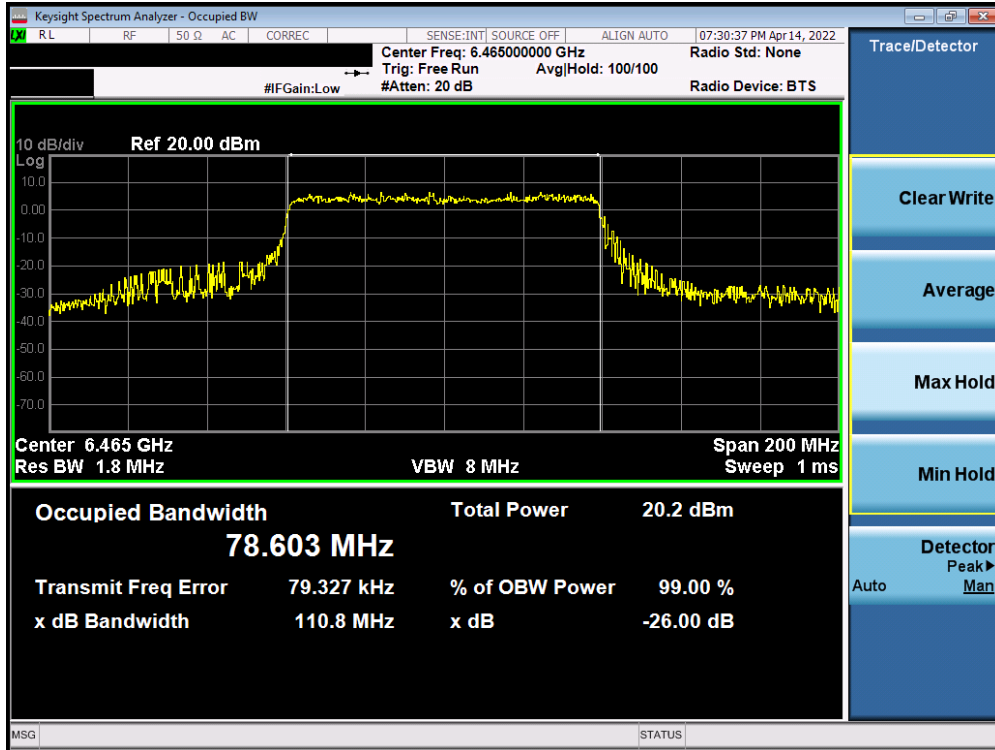 Keysight Spectrum Analyzer - Occupied BW
LXI RL RF 50 Ω AC CORREC SENSE:INT SOURCE OFF ALIGN AUTO 07:30:37 PM Apr 14, 2022
Center Freq: 6.465000000 GHz Radio Std: None
Trig: Free Run Avg|Hold: 100/100
#IFGain:Low #Atten: 20 dB Radio Device: BTS
10 dB/div Ref 20.00 dBm
Log
10.0
0.00
-10.0
-20.0
-30.0
-40.0
-50.0
-60.0
-70.0
Center 6.465 GHz Span 200 MHz
Res BW 1.8 MHz VBW 8 MHz Sweep 1 ms
Occupied Bandwidth Total Power 20.2 dBm
78.603 MHz
Transmit Freq Error 79.327 kHz % of OBW Power 99.00 %
x dB Bandwidth 110.8 MHz x dB -26.00 dB
MSG STATUS
Trace/Detector
Clear Write
Average
Max Hold
Min Hold
Detector
Peak▶
Auto Man